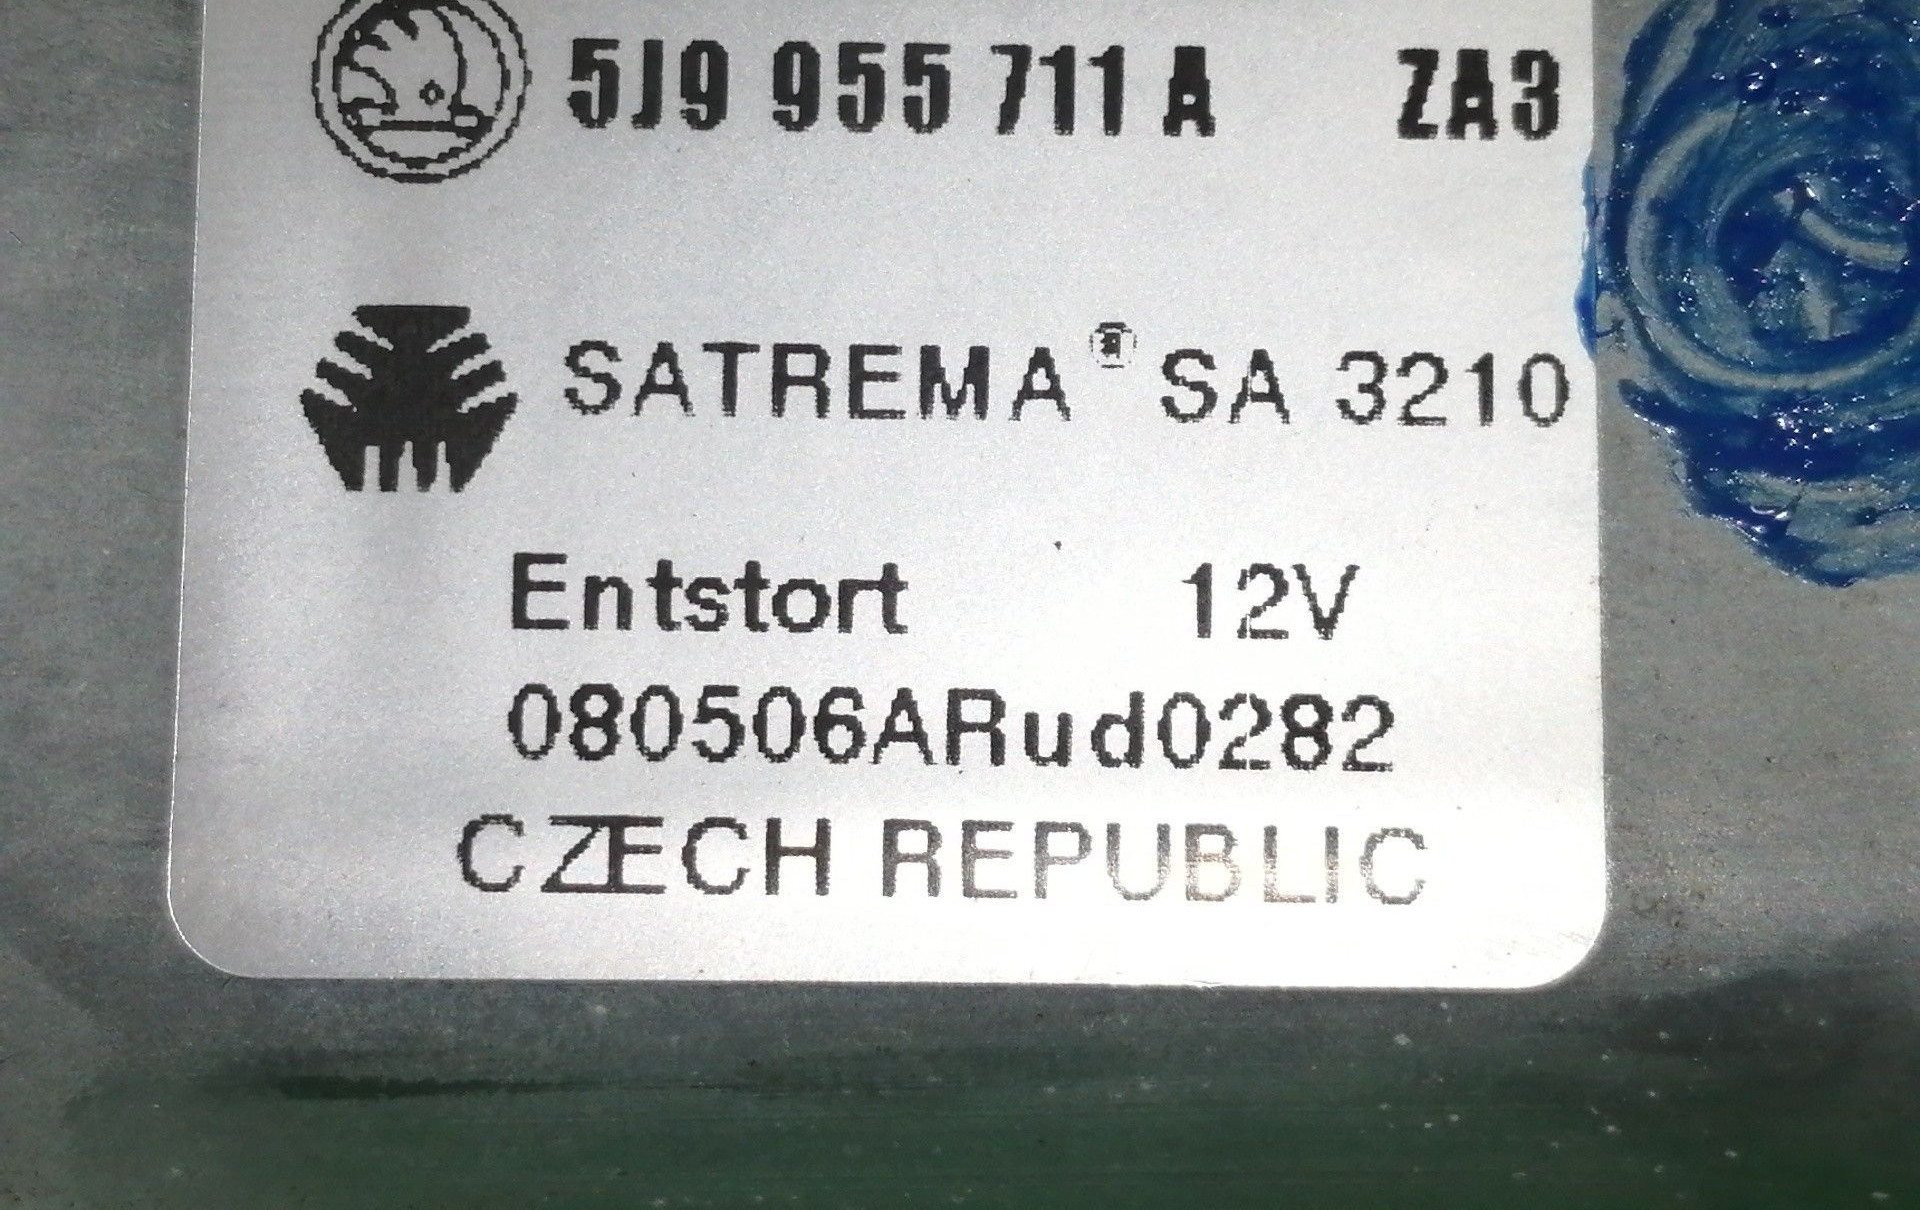 5J9 955 711 A ZA3
SATREMA® SA 3210
Entstort 12V
080506ARud0282
CZECH REPUBLIC